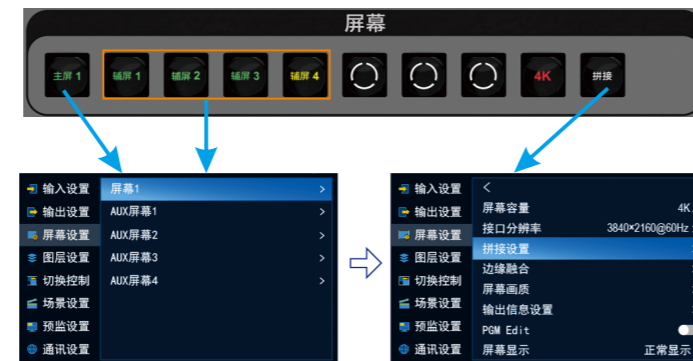 屏幕
主屏 1 辅屏 1 辅屏 2 辅屏 3 辅屏 4 4K 拼接
输入设置
输出设置
屏幕设置
图层设置
切换控制
场景设置
预监设置
通讯设置
屏幕1 >
AUX屏幕1 >
AUX屏幕2 >
AUX屏幕3 >
AUX屏幕4 >
输入设置
输出设置
屏幕设置
图层设置
切换控制
场景设置
预监设置
通讯设置
<
屏幕容量 4K
接口分辨率 3840×2160@60Hz
拼接设置
边缘融合
屏幕画质
输出信息设置
PGM Edit
屏幕显示 正常显示